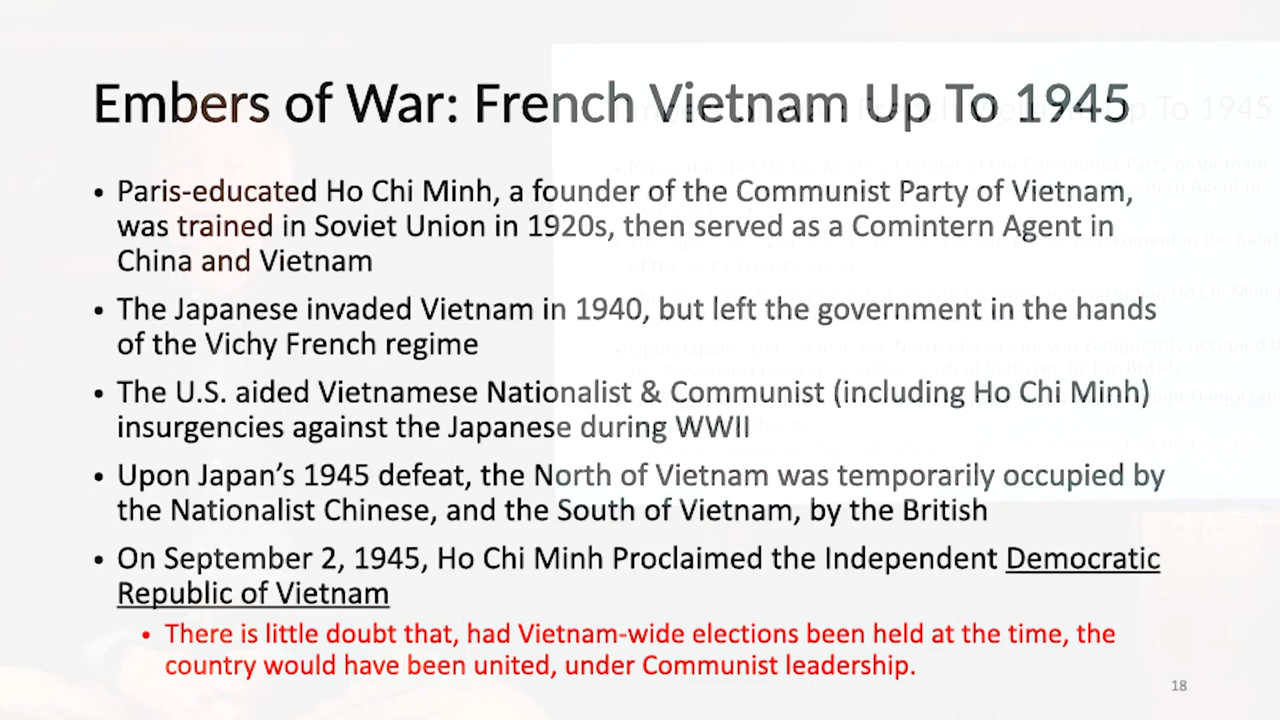 Embers of War: French Vietnam Up To 1945
• Paris-educated Ho Chi Minh, a founder of the Communist Party of Vietnam,
was trained in Soviet Union in 1920s, then served as a Comintern Agent in
China and Vietnam
• The Japanese invaded Vietnam in 1940, but left the government in the hands
of the Vichy French regime
• The U.S. aided Vietnamese Nationalist & Communist (including Ho Chi Minh)
insurgencies against the Japanese during WWII
• Upon Japan's 1945 defeat, the North of Vietnam was temporarily occupied by
the Nationalist Chinese, and the South of Vietnam, by the British
• On September 2, 1945, Ho Chi Minh Proclaimed the Independent Democratic
Republic of Vietnam
• There is little doubt that, had Vietnam-wide elections been held at the time, the
country would have been united, under Communist leadership.
18